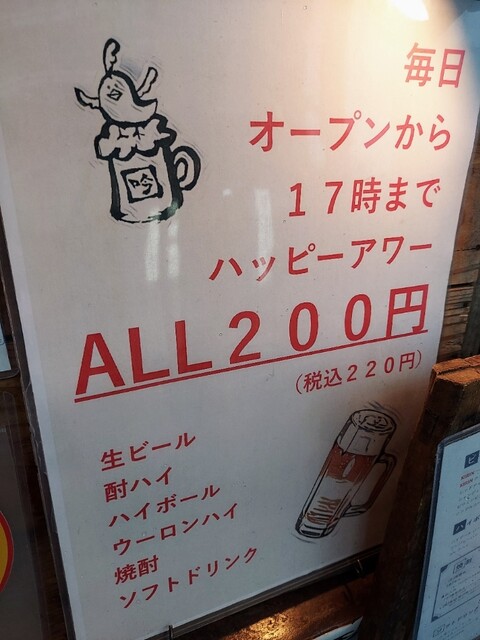 毎日
オープンから
１７時まで
ハッピーアワー
ALL２００円
（税込２２０円）
吟
生ビール
酎ハイ
ハイボール
ウーロンハイ
焼酎
ソフトドリンク